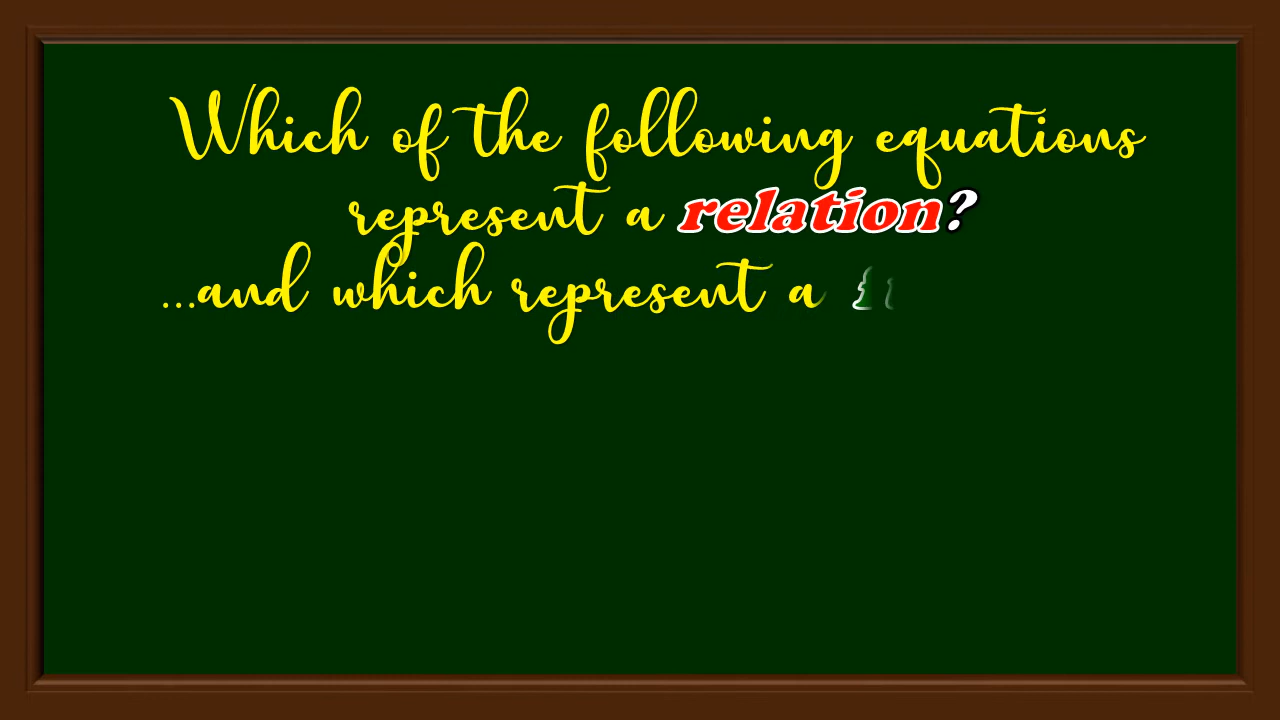 Which of the following equations
represent a relation?
...and which represent a